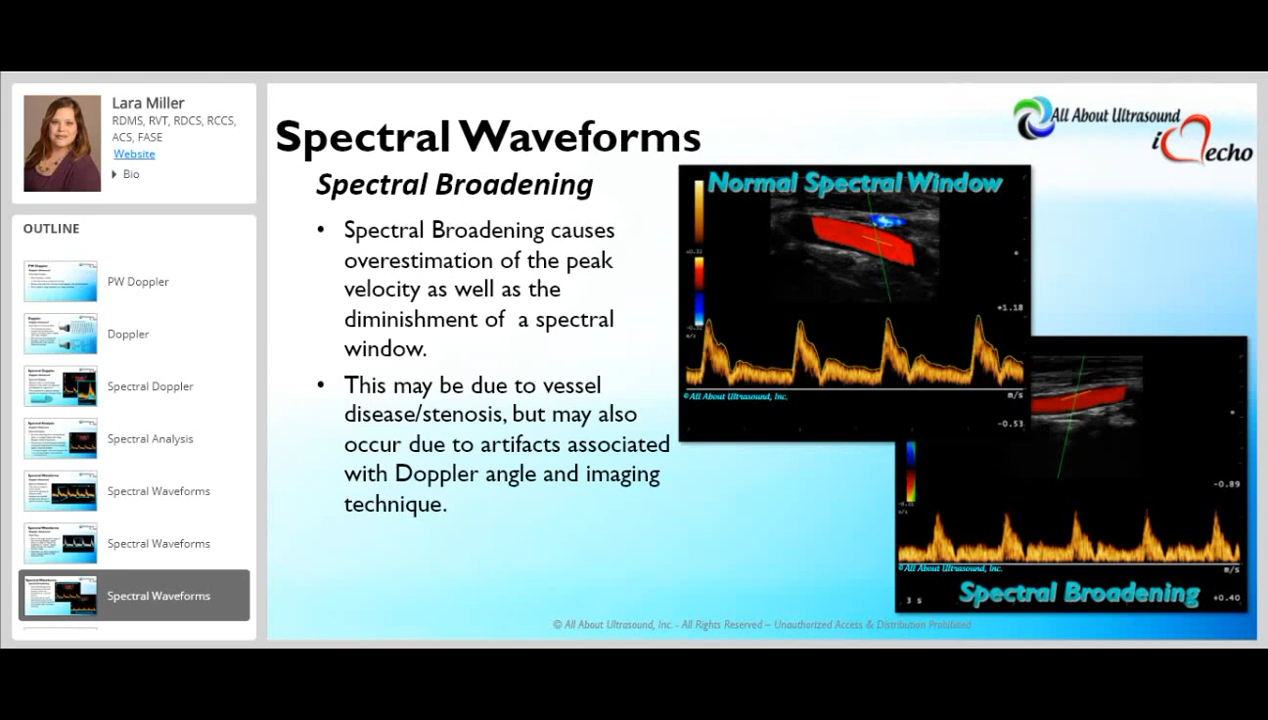 Lara Miller
RDMS, RVT, RDCS, RCCS,
ACS, FASE
Website
Bio
OUTLINE
PW Doppler
Doppler
Spectral Doppler
Spectral Analysis
Spectral Waveforms
Spectral Waveforms
Spectral Waveforms
Spectral Waveforms
All About Ultrasound
i echo
Spectral Broadening
• Spectral Broadening causes
overestimation of the peak
velocity as well as the
diminishment of a spectral
window.
• This may be due to vessel
disease/stenosis, but may also
occur due to artifacts associated
with Doppler angle and imaging
technique.
Normal Spectral Window
+1.18
©All About Ultrasound, Inc.
m/s
-0.53
-0.89
©All About Ultrasound, Inc.
m/s
3 s
Spectral Broadening
+0.40
© All About Ultrasound, Inc. - All Rights Reserved – Unauthorized Access & Distribution Prohibited